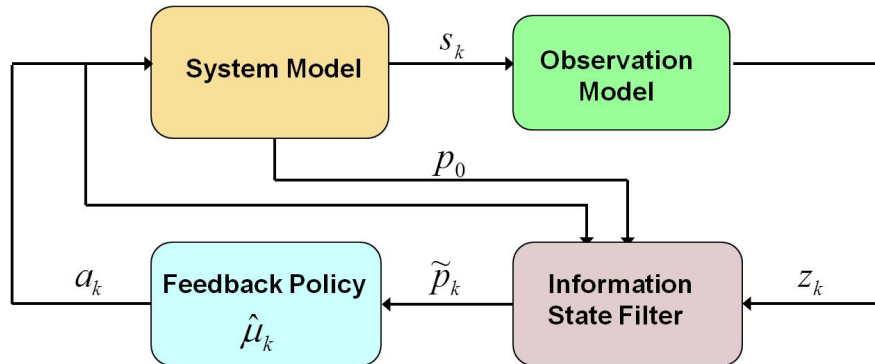 System Model
s_k
Observation
Model
p_0
a_k
Feedback Policy
μ̂_k
p̃_k
Information
State Filter
z_k